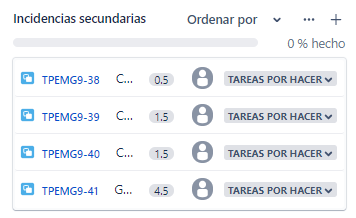 Incidencias secundarias Ordenar por ... +
0 % hecho
TPEMG9-38 C... 0.5 TAREAS POR HACER
TPEMG9-39 C... 1.5 TAREAS POR HACER
TPEMG9-40 C... 1.5 TAREAS POR HACER
TPEMG9-41 G... 4.5 TAREAS POR HACER